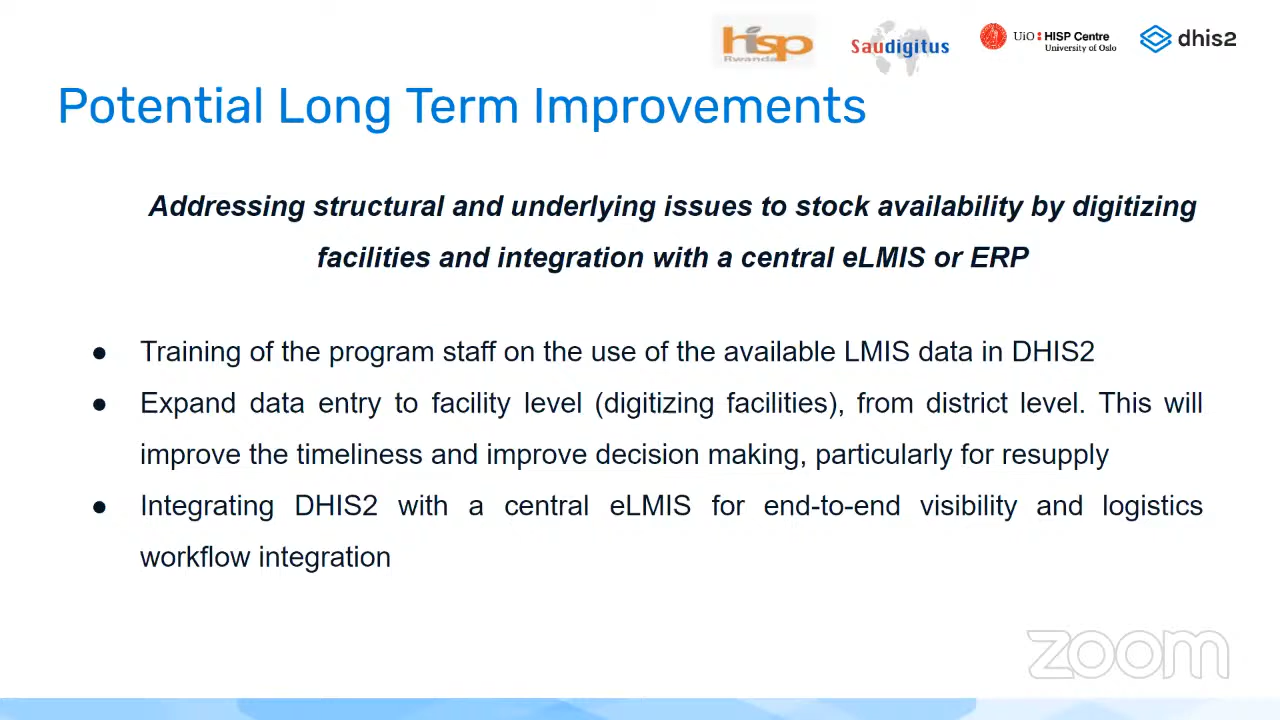 hisp
Rwanda
Saudigitus
UiO HISP Centre
University of Oslo
dhis2
Potential Long Term Improvements
Addressing structural and underlying issues to stock availability by digitizing
facilities and integration with a central eLMIS or ERP
● Training of the program staff on the use of the available LMIS data in DHIS2
● Expand data entry to facility level (digitizing facilities), from district level. This will
improve the timeliness and improve decision making, particularly for resupply
● Integrating DHIS2 with a central eLMIS for end-to-end visibility and logistics
workflow integration
zoom